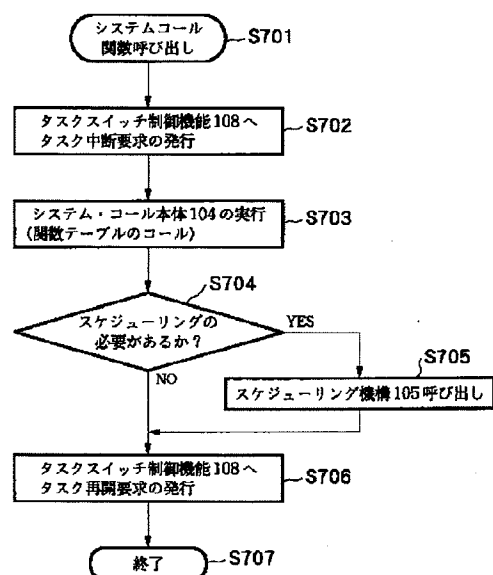 システムコール
関数呼び出し
S701
タスクスイッチ制御機能108へ
タスク中断要求の発行
S702
システム・コール本体104の実行
(関数テーブルのコール)
S703
S704
スケジューリングの
必要があるか?
YES
NO
S705
スケジューリング機構105呼び出し
タスクスイッチ制御機能108へ
タスク再開要求の発行
S706
終了
S707